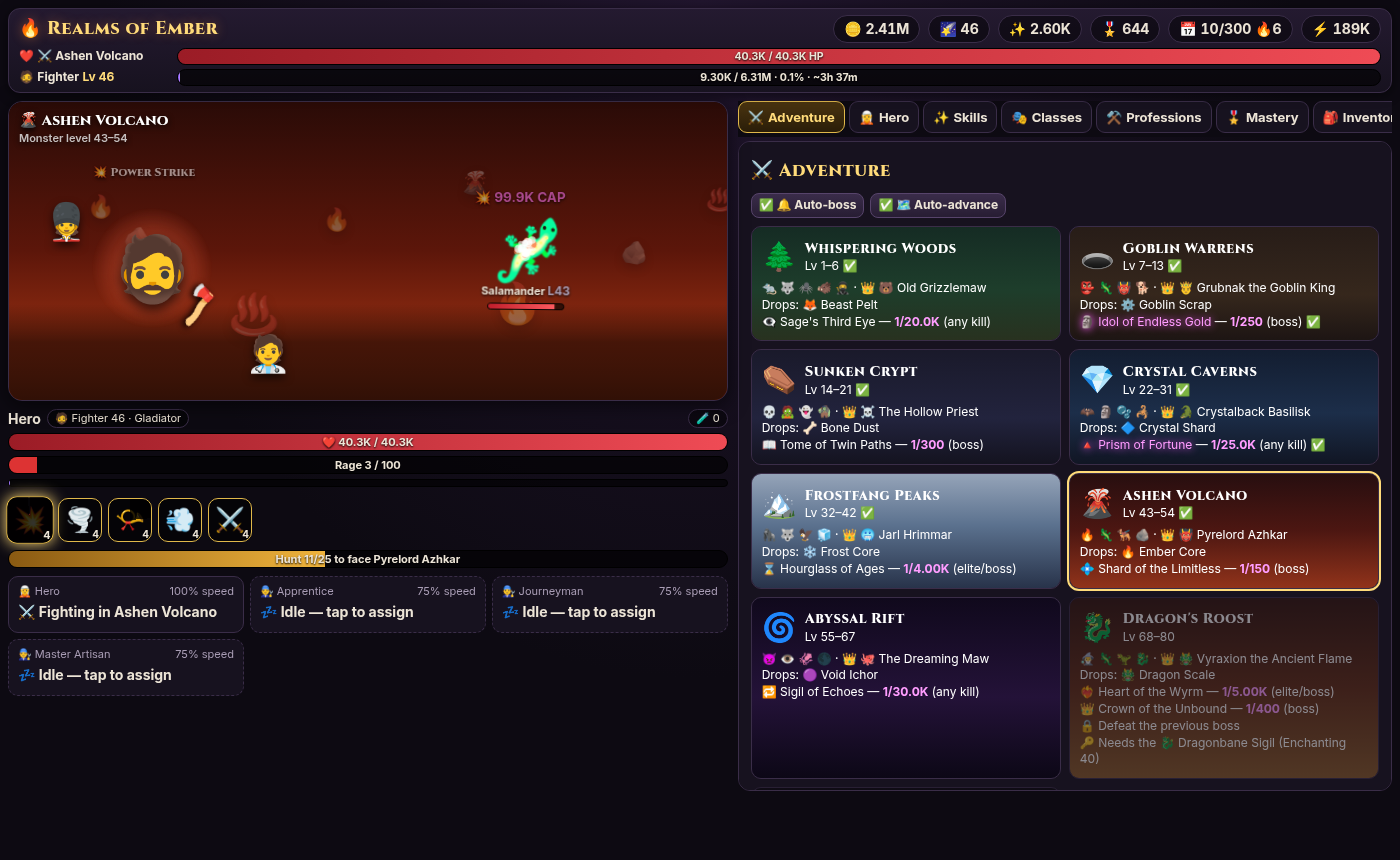 Realms of Ember
2.41M
46
2.60K
644
10/300 🔥6
189K
Ashen Volcano
40.3K / 40.3K HP
Fighter Lv 46
9.30K / 6.31M · 0.1% · ~3h 37m
Ashen Volcano
Monster level 43–54
Power Strike
99.9K CAP
Salamander L43
Hero
Fighter 46 · Gladiator
0
40.3K / 40.3K
Rage 3 / 100
4
4
4
4
4
Hunt 11/25 to face Pyrelord Azhkar
Hero
100% speed
Fighting in Ashen Volcano
Apprentice
75% speed
Idle — tap to assign
Journeyman
75% speed
Idle — tap to assign
Master Artisan
75% speed
Idle — tap to assign
Adventure
Hero
Skills
Classes
Professions
Mastery
Inventor
Adventure
Auto-boss
Auto-advance
Whispering Woods
Lv 1–6
· Old Grizzlemaw
Drops: Beast Pelt
Sage's Third Eye — 1/20.0K (any kill)
Goblin Warrens
Lv 7–13
· Grubnak the Goblin King
Drops: Goblin Scrap
Idol of Endless Gold — 1/250 (boss)
Sunken Crypt
Lv 14–21
· The Hollow Priest
Drops: Bone Dust
Tome of Twin Paths — 1/300 (boss)
Crystal Caverns
Lv 22–31
· Crystalback Basilisk
Drops: Crystal Shard
Prism of Fortune — 1/25.0K (any kill)
Frostfang Peaks
Lv 32–42
· Jarl Hrimmar
Drops: Frost Core
Hourglass of Ages — 1/4.00K (elite/boss)
Ashen Volcano
Lv 43–54
· Pyrelord Azhkar
Drops: Ember Core
Shard of the Limitless — 1/150 (boss)
Abyssal Rift
Lv 55–67
· The Dreaming Maw
Drops: Void Ichor
Sigil of Echoes — 1/30.0K (any kill)
Dragon's Roost
Lv 68–80
· Vyraxion the Ancient Flame
Drops: Dragon Scale
Heart of the Wyrm — 1/5.00K (elite/boss)
Crown of the Unbound — 1/400 (boss)
Defeat the previous boss
Needs the Dragonbane Sigil (Enchanting
40)